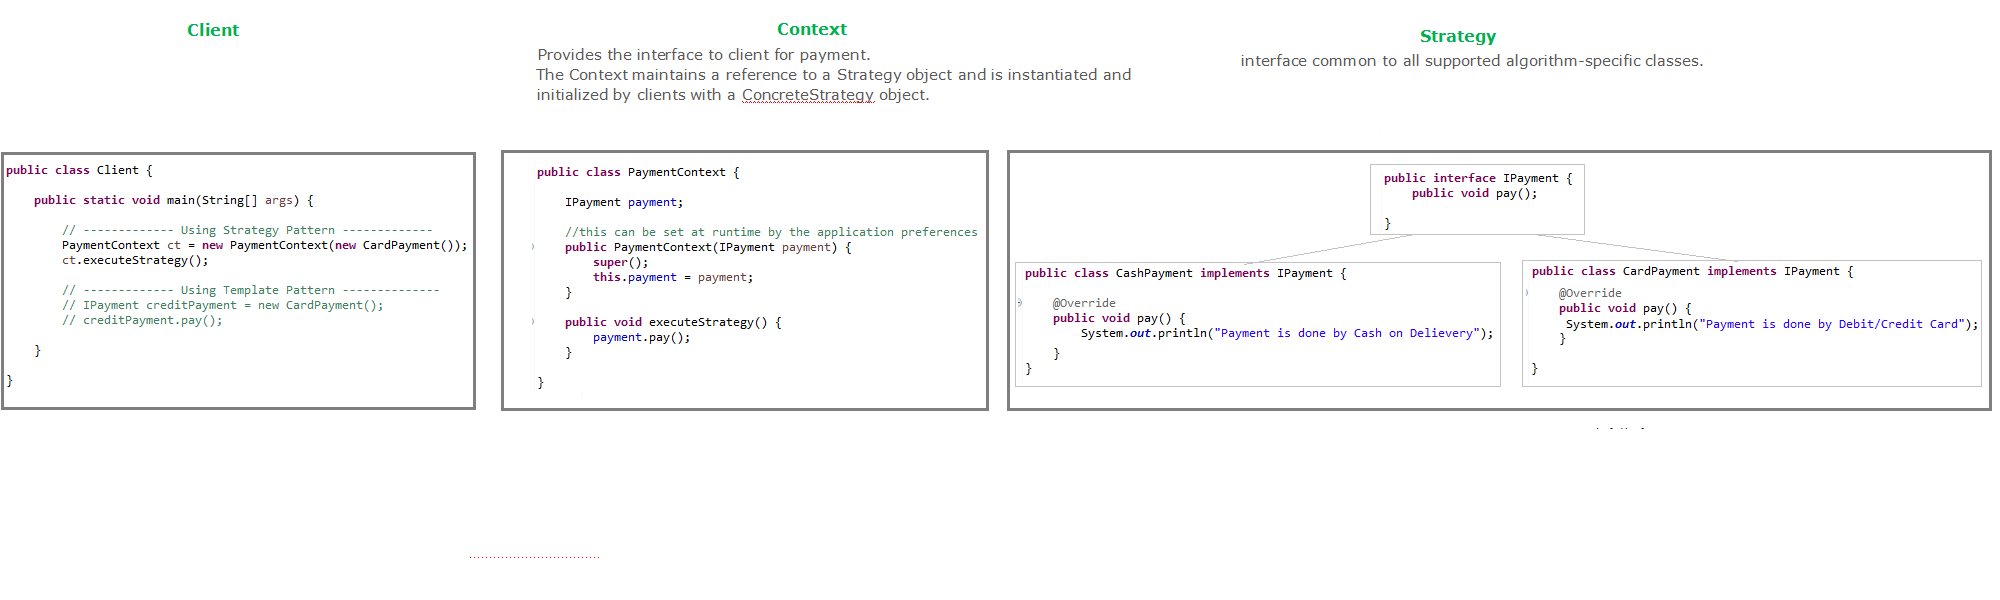 Client
public class Client {
public static void main(String[] args) {
// ------------- Using Strategy Pattern -------------
PaymentContext ct = new PaymentContext(new CardPayment());
ct.executeStrategy();
// ------------- Using Template Pattern --------------
// IPayment creditPayment = new CardPayment();
// creditPayment.pay();
}
}
Context
Provides the interface to client for payment.
The Context maintains a reference to a Strategy object and is instantiated and
initialized by clients with a ConcreteStrategy object.
public class PaymentContext {
IPayment payment;
//this can be set at runtime by the application preferences
public PaymentContext(IPayment payment) {
super();
this.payment = payment;
}
public void executeStrategy() {
payment.pay();
}
}
Strategy
interface common to all supported algorithm-specific classes.
public interface IPayment {
public void pay();
}
public class CashPayment implements IPayment {
@Override
public void pay() {
System.out.println("Payment is done by Cash on Delievery");
}
}
public class CardPayment implements IPayment {
@Override
public void pay() {
System.out.println("Payment is done by Debit/Credit Card");
}
}